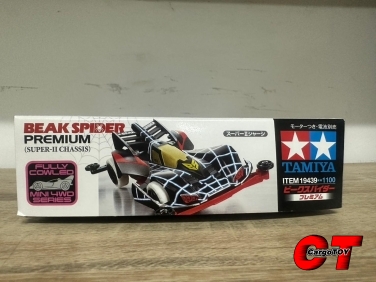 BEAK SPIDER
PREMIUM
(SUPER-II CHASSIS)
FULLY
COWLED
MINI 4WD
SERIES
スーパーIIシャーシ
モーターつき・電池別売
TAMIYA
ITEM 19439 ··1100
ビークスパイダー
プレミアム
CT
CargoTOY